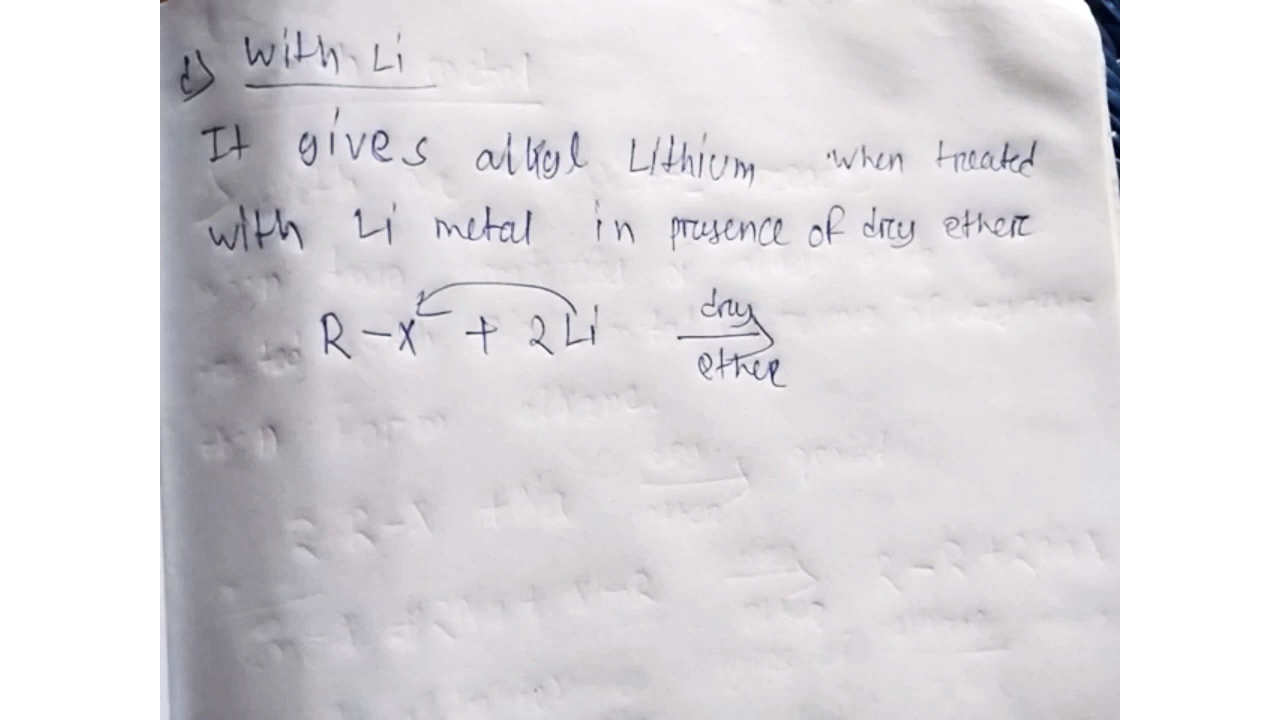 d) With Li
It gives alkyl Lithium when treated
with Li metal in presence of dry ether
R-X + 2Li dry ether →